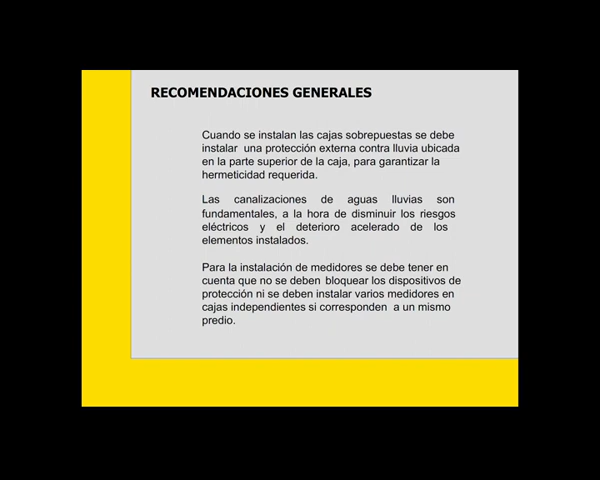 RECOMENDACIONES GENERALES
Cuando se instalan las cajas sobrepuestas se debe
instalar una protección externa contra lluvia ubicada
en la parte superior de la caja, para garantizar la
hermeticidad requerida.
Las canalizaciones de aguas lluvias son
fundamentales, a la hora de disminuir los riesgos
eléctricos y el deterioro acelerado de los
elementos instalados.
Para la instalación de medidores se debe tener en
cuenta que no se deben bloquear los dispositivos de
protección ni se deben instalar varios medidores en
cajas independientes si corresponden a un mismo
predio.